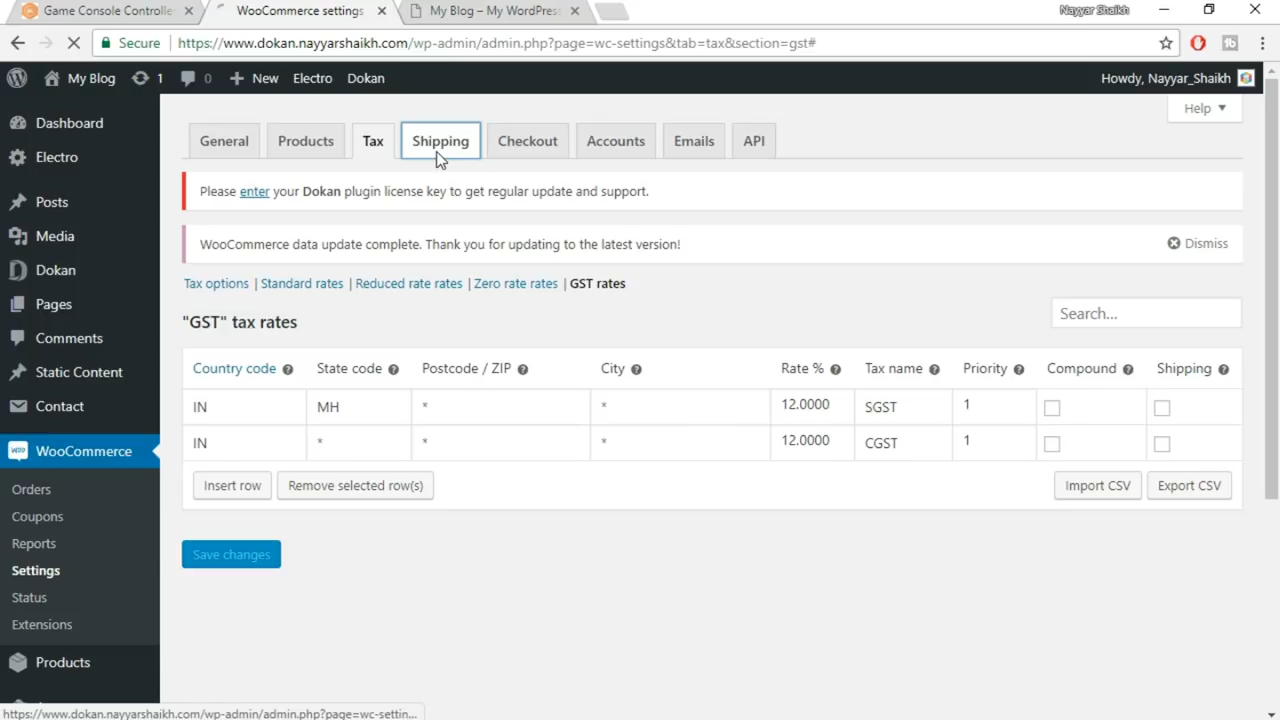 Game Console Controlle
WooCommerce settings
My Blog – My WordPress
Nayyar Shaikh
Secure
https://www.dokan.nayyarshaikh.com/wp-admin/admin.php?page=wc-settings&tab=tax&section=gst#
My Blog
1
0
New
Electro
Dokan
Howdy, Nayyar_Shaikh
Help
Dashboard
Electro
Posts
Media
Dokan
Pages
Comments
Static Content
Contact
WooCommerce
Orders
Coupons
Reports
Settings
Status
Extensions
Products
General Products Tax Shipping Checkout Accounts Emails API
Please enter your Dokan plugin license key to get regular update and support.
WooCommerce data update complete. Thank you for updating to the latest version!
Dismiss
Tax options | Standard rates | Reduced rate rates | Zero rate rates | GST rates
"GST" tax rates
Search...
Country code State code Postcode / ZIP City Rate % Tax name Priority Compound Shipping
IN MH * * 12.0000 SGST 1
IN * * * 12.0000 CGST 1
Insert row Remove selected row(s) Import CSV Export CSV
Save changes
https://www.dokan.nayyarshaikh.com/wp-admin/admin.php?page=wc-settin...